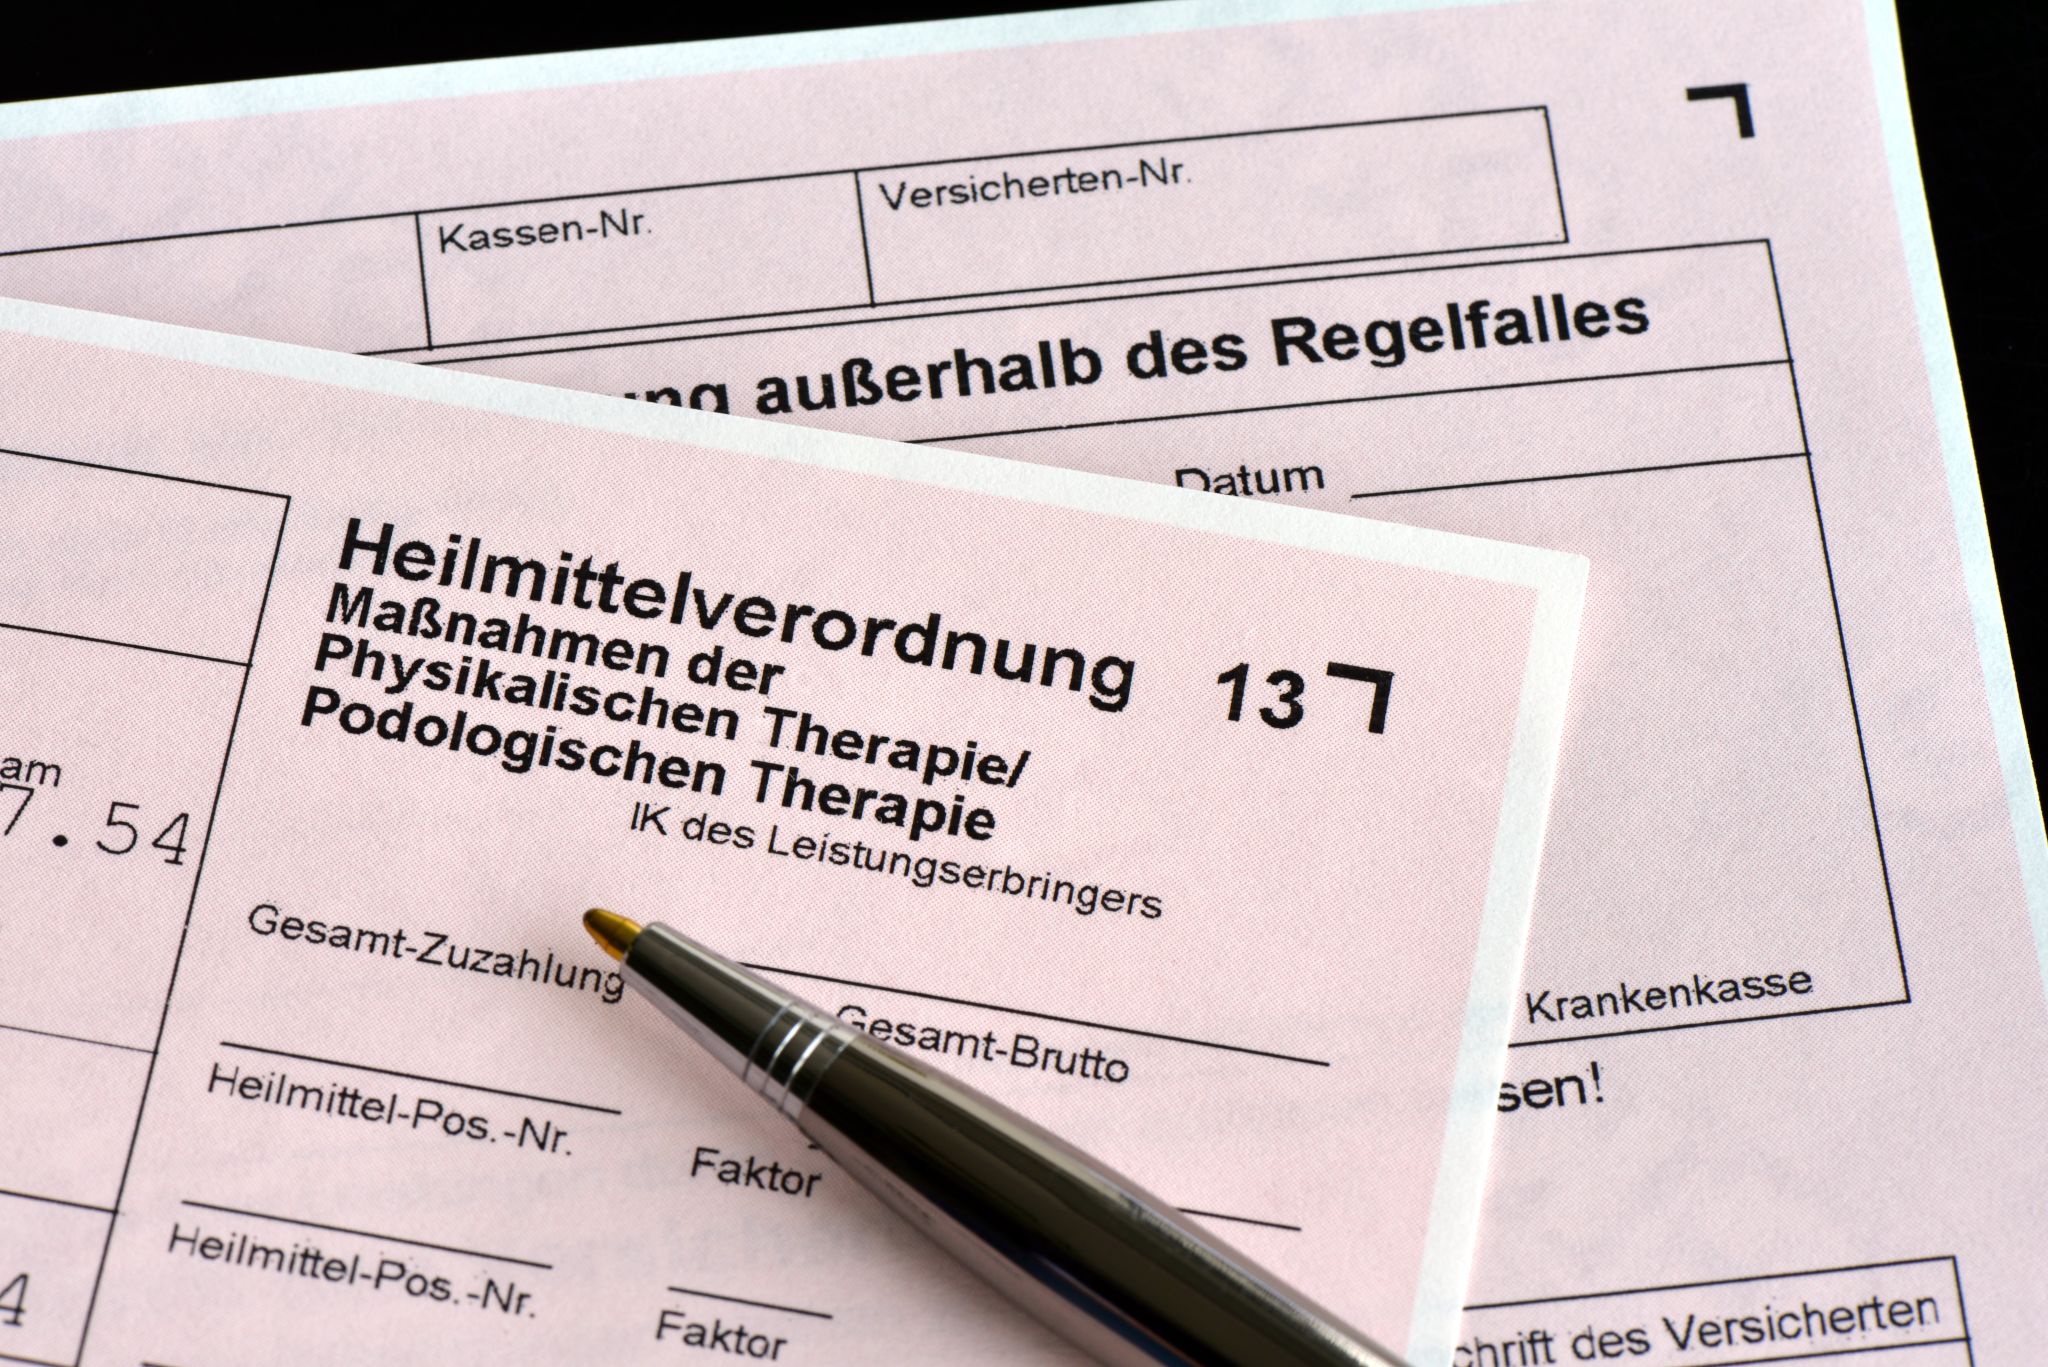 Kassen-Nr.
Versicherten-Nr.
außerhalb des Regelfalles
Datum
Heilmittelverordnung 13
Maßnahmen der
Physikalischen Therapie/
Podologischen Therapie
IK des Leistungserbringers
am
7.54
Gesamt-Zuzahlung
Gesamt-Brutto
Heilmittel-Pos.-Nr.
Faktor
Heilmittel-Pos.-Nr.
Faktor
4
Krankenkasse
sen!
chrift des Versicherten